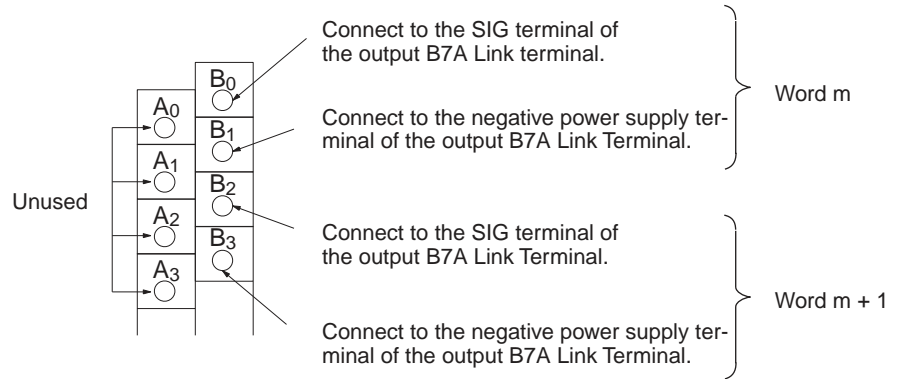 Connect to the SIG terminal of
the output B7A Link terminal.
B0
A0
Word m
Connect to the negative power supply ter-
minal of the output B7A Link Terminal.
B1
A1
B2
Unused
A2
Connect to the SIG terminal of
the output B7A Link Terminal.
B3
A3
Word m + 1
Connect to the negative power supply ter-
minal of the output B7A Link Terminal.